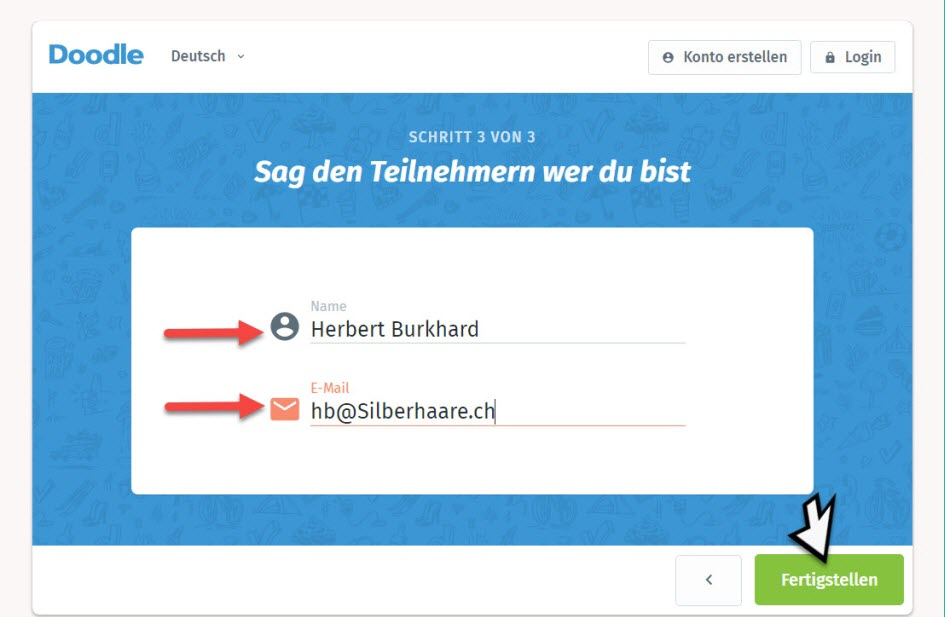 Doodle Deutsch Konto erstellen Login
SCHRITT 3 VON 3
Sag den Teilnehmern wer du bist
Name
Herbert Burkhard
E-Mail
hb@Silberhaare.ch
Fertigstellen